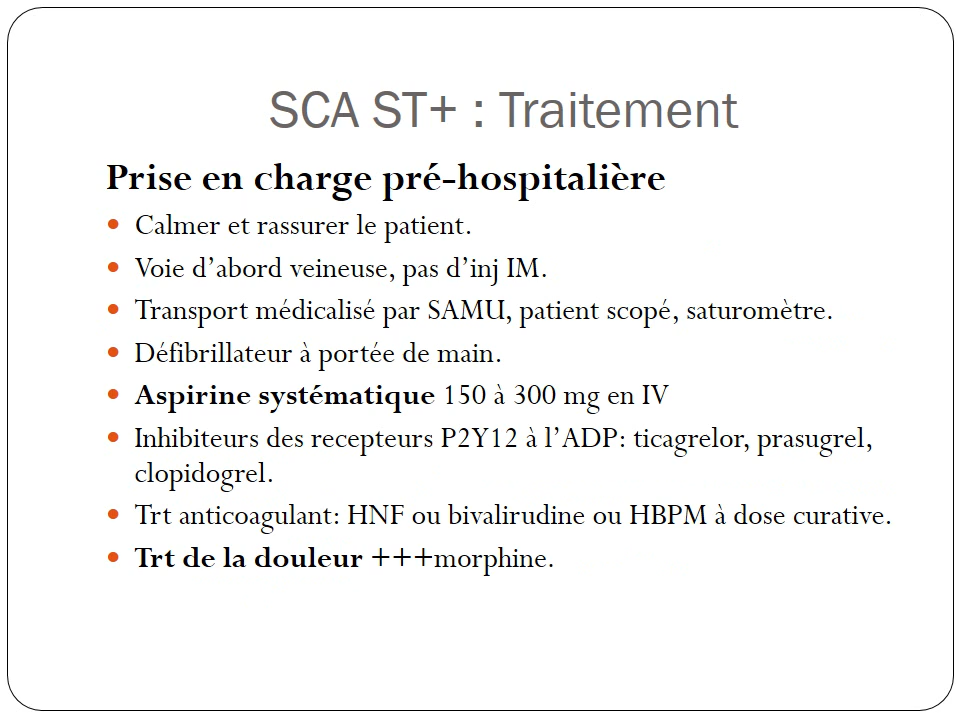 SCA ST+ : Traitement
Prise en charge pré-hospitalière
• Calmer et rassurer le patient.
• Voie d’abord veineuse, pas d’inj IM.
• Transport médicalisé par SAMU, patient scopé, saturomètre.
• Défibrillateur à portée de main.
• Aspirine systématique 150 à 300 mg en IV
• Inhibiteurs des recepteurs P2Y12 à l’ADP: ticagrelor, prasugrel,
clopidogrel.
• Trt anticoagulant: HNF ou bivalirudine ou HBPM à dose curative.
• Trt de la douleur +++morphine.